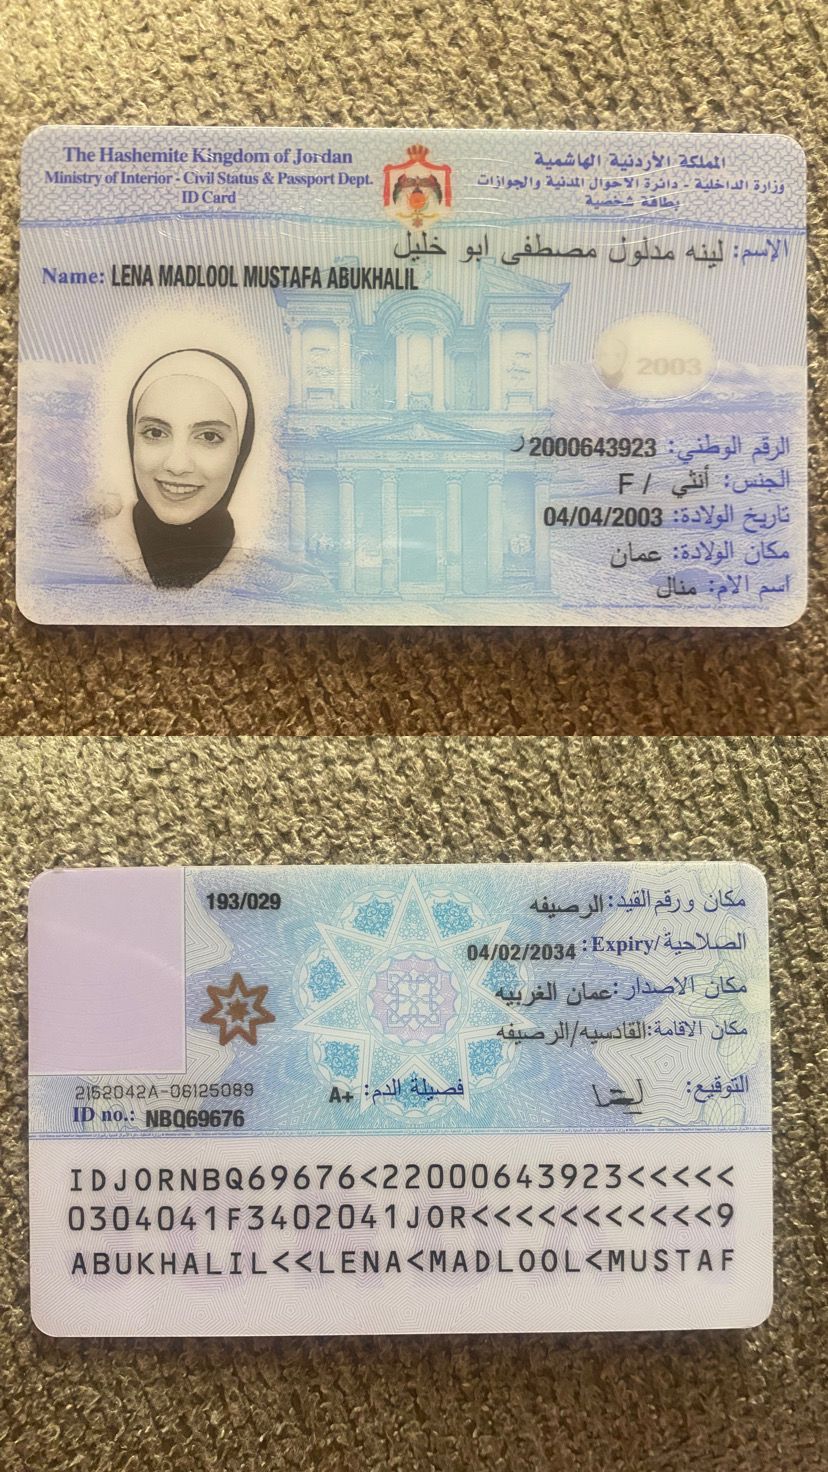 The Hashemite Kingdom of Jordan
Ministry of Interior - Civil Status & Passport Dept.
ID Card
المملكة الأردنية الهاشمية
وزارة الداخلية - دائرة الاحوال المدنية والجوازات
بطاقة شخصية
الإسم: لينه مدلول مصطفى ابو خليل
Name: LENA MADLOOL MUSTAFA ABUKHALIL
2003
الرقم الوطني: 2000643923
الجنس: أنثي / F
تاريخ الولادة: 04/04/2003
مكان الولادة: عمان
اسم الام: منال
193/029
مكان و رقم القيد: الرصيفه
الصلاحية/Expiry: 04/02/2034
مكان الاصدار: عمان الغربيه
مكان الاقامة: القادسيه/الرصيفه
التوقيع:
فصيلة الدم: A+
2152042A-06125089
ID no.: NBQ69676
IDJORNBQ69676<22000643923<<<<<
0304041F3402041JOR<<<<<<<<<<<9
ABUKHALIL<<LENA<MADLOOL<MUSTAF